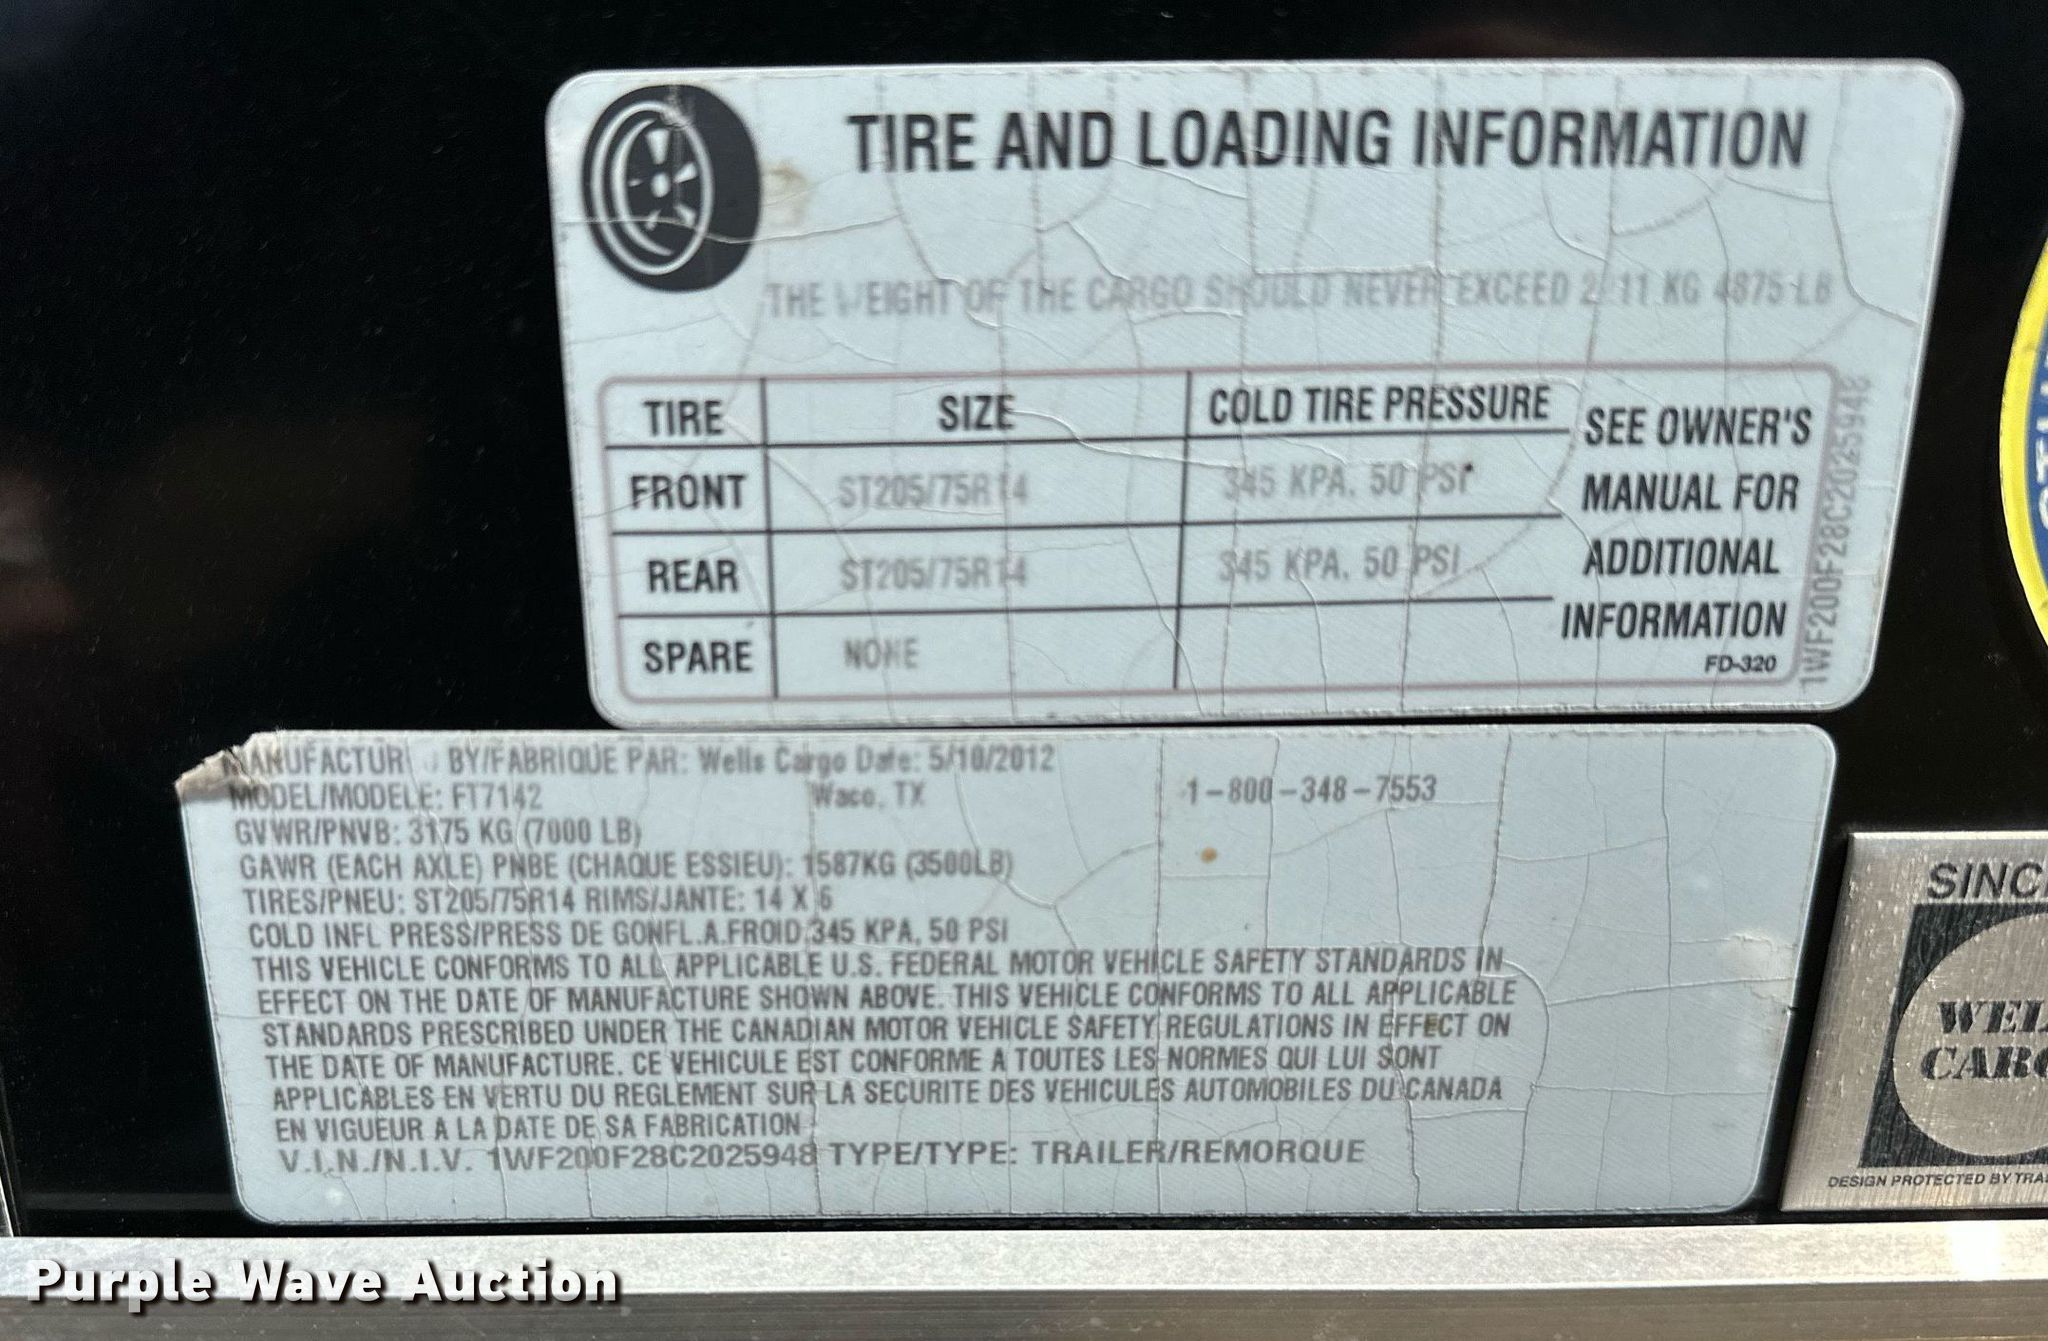 TIRE AND LOADING INFORMATION
THE WEIGHT OF THE CARGO SHOULD NEVER EXCEED 2211 KG 4875 LB
TIRE SIZE COLD TIRE PRESSURE SEE OWNER'S
FRONT ST205/75R14 345 KPA. 50 PSI MANUAL FOR
REAR ST205/75R14 345 KPA. 50 PSI ADDITIONAL
SPARE NONE INFORMATION
FD-320
1WF200F28C2025948
MANUFACTUR BY/FABRIQUE PAR: Wells Cargo Date: 5/10/2012
MODEL/MODELE: FT7142 Waco, TX 1-800-348-7553
GVWR/PNVB: 3175 KG (7000 LB)
GAWR (EACH AXLE) PNBE (CHAQUE ESSIEU): 1587KG (3500LB)
TIRES/PNEU: ST205/75R14 RIMS/JANTE: 14 X 6
COLD INFL PRESS/PRESS DE GONFL.A.FROID:345 KPA, 50 PSI
THIS VEHICLE CONFORMS TO ALL APPLICABLE U.S. FEDERAL MOTOR VEHICLE SAFETY STANDARDS IN
EFFECT ON THE DATE OF MANUFACTURE SHOWN ABOVE. THIS VEHICLE CONFORMS TO ALL APPLICABLE
STANDARDS PRESCRIBED UNDER THE CANADIAN MOTOR VEHICLE SAFETY REGULATIONS IN EFFECT ON
THE DATE OF MANUFACTURE. CE VEHICULE EST CONFORME A TOUTES LES NORMES QUI LUI SONT
APPLICABLES EN VERTU DU REGLEMENT SUR LA SECURITE DES VEHICULES AUTOMOBILES DU CANADA
EN VIGUEUR A LA DATE DE SA FABRICATION
V.I.N./N.I.V. 1WF200F28C2025948 TYPE/TYPE: TRAILER/REMORQUE
SINC
WEL
CARG
DESIGN PROTECTED BY TRA
Purple Wave Auction